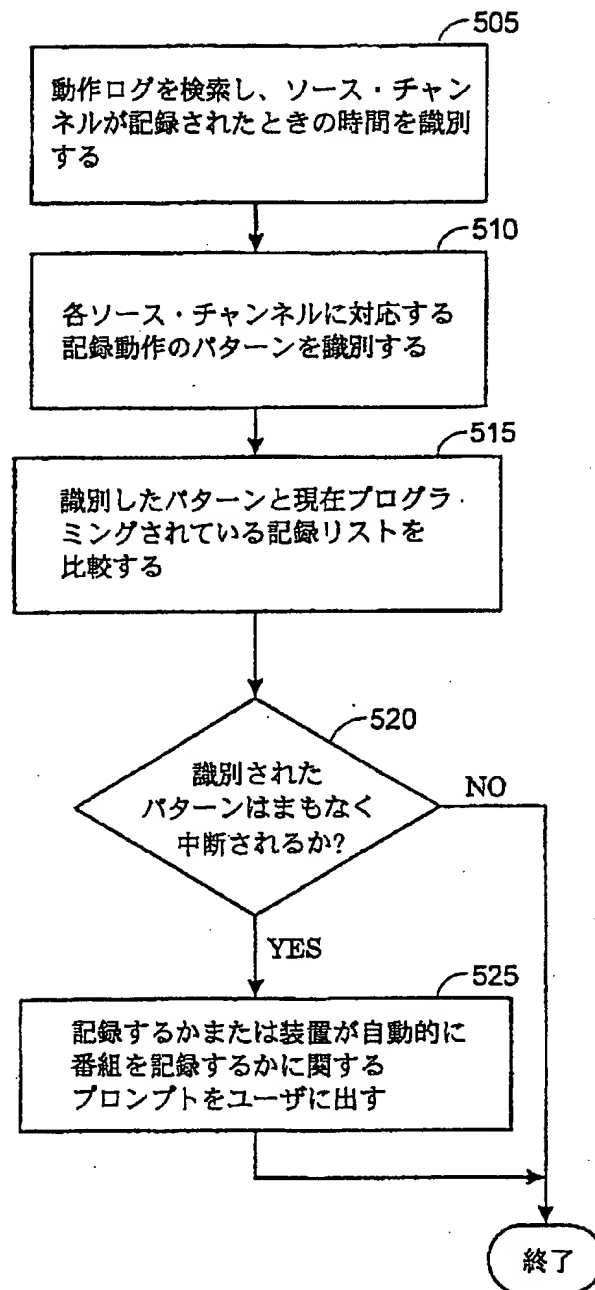 505
動作ログを検索し、ソース・チャン
ネルが記録されたときの時間を識別
する
510
各ソース・チャンネルに対応する
記録動作のパターンを識別する
515
識別したパターンと現在プログラ
ミングされている記録リストを
比較する
520
識別された
パターンはまもなく
中断されるか?
NO
YES
525
記録するかまたは装置が自動的に
番組を記録するかに関する
プロンプトをユーザに出す
終了